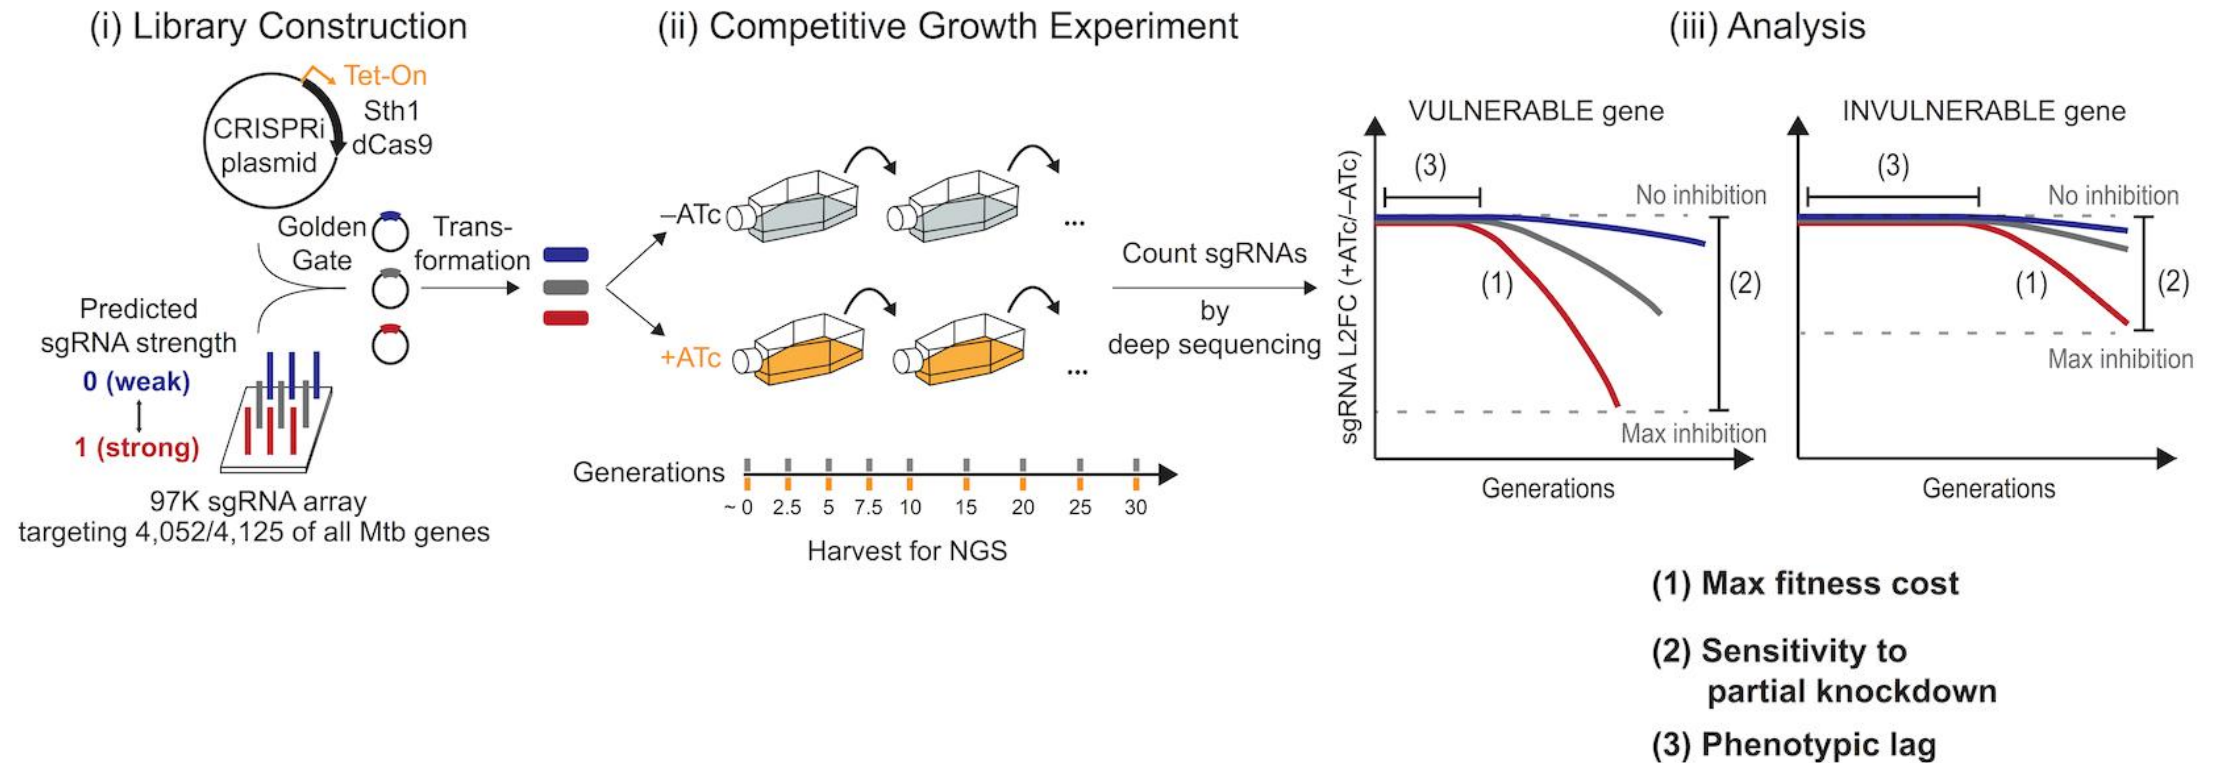 (i) Library Construction
Tet-On
Sth1
dCas9
CRISPRi
plasmid
Golden
Gate
Trans-
formation
Predicted
sgRNA strength
0 (weak)
1 (strong)
97K sgRNA array
targeting 4,052/4,125 of all Mtb genes
(ii) Competitive Growth Experiment
–ATc
...
+ATc
...
Generations
~ 0 2.5 5 7.5 10 15 20 25 30
Harvest for NGS
Count sgRNAs
by
deep sequencing
(iii) Analysis
VULNERABLE gene
sgRNA L2FC (+ATc/–ATc)
(3)
No inhibition
(1)
(2)
Max inhibition
Generations
INVULNERABLE gene
(3)
No inhibition
(1)
(2)
Max inhibition
Generations
(1) Max fitness cost
(2) Sensitivity to
partial knockdown
(3) Phenotypic lag